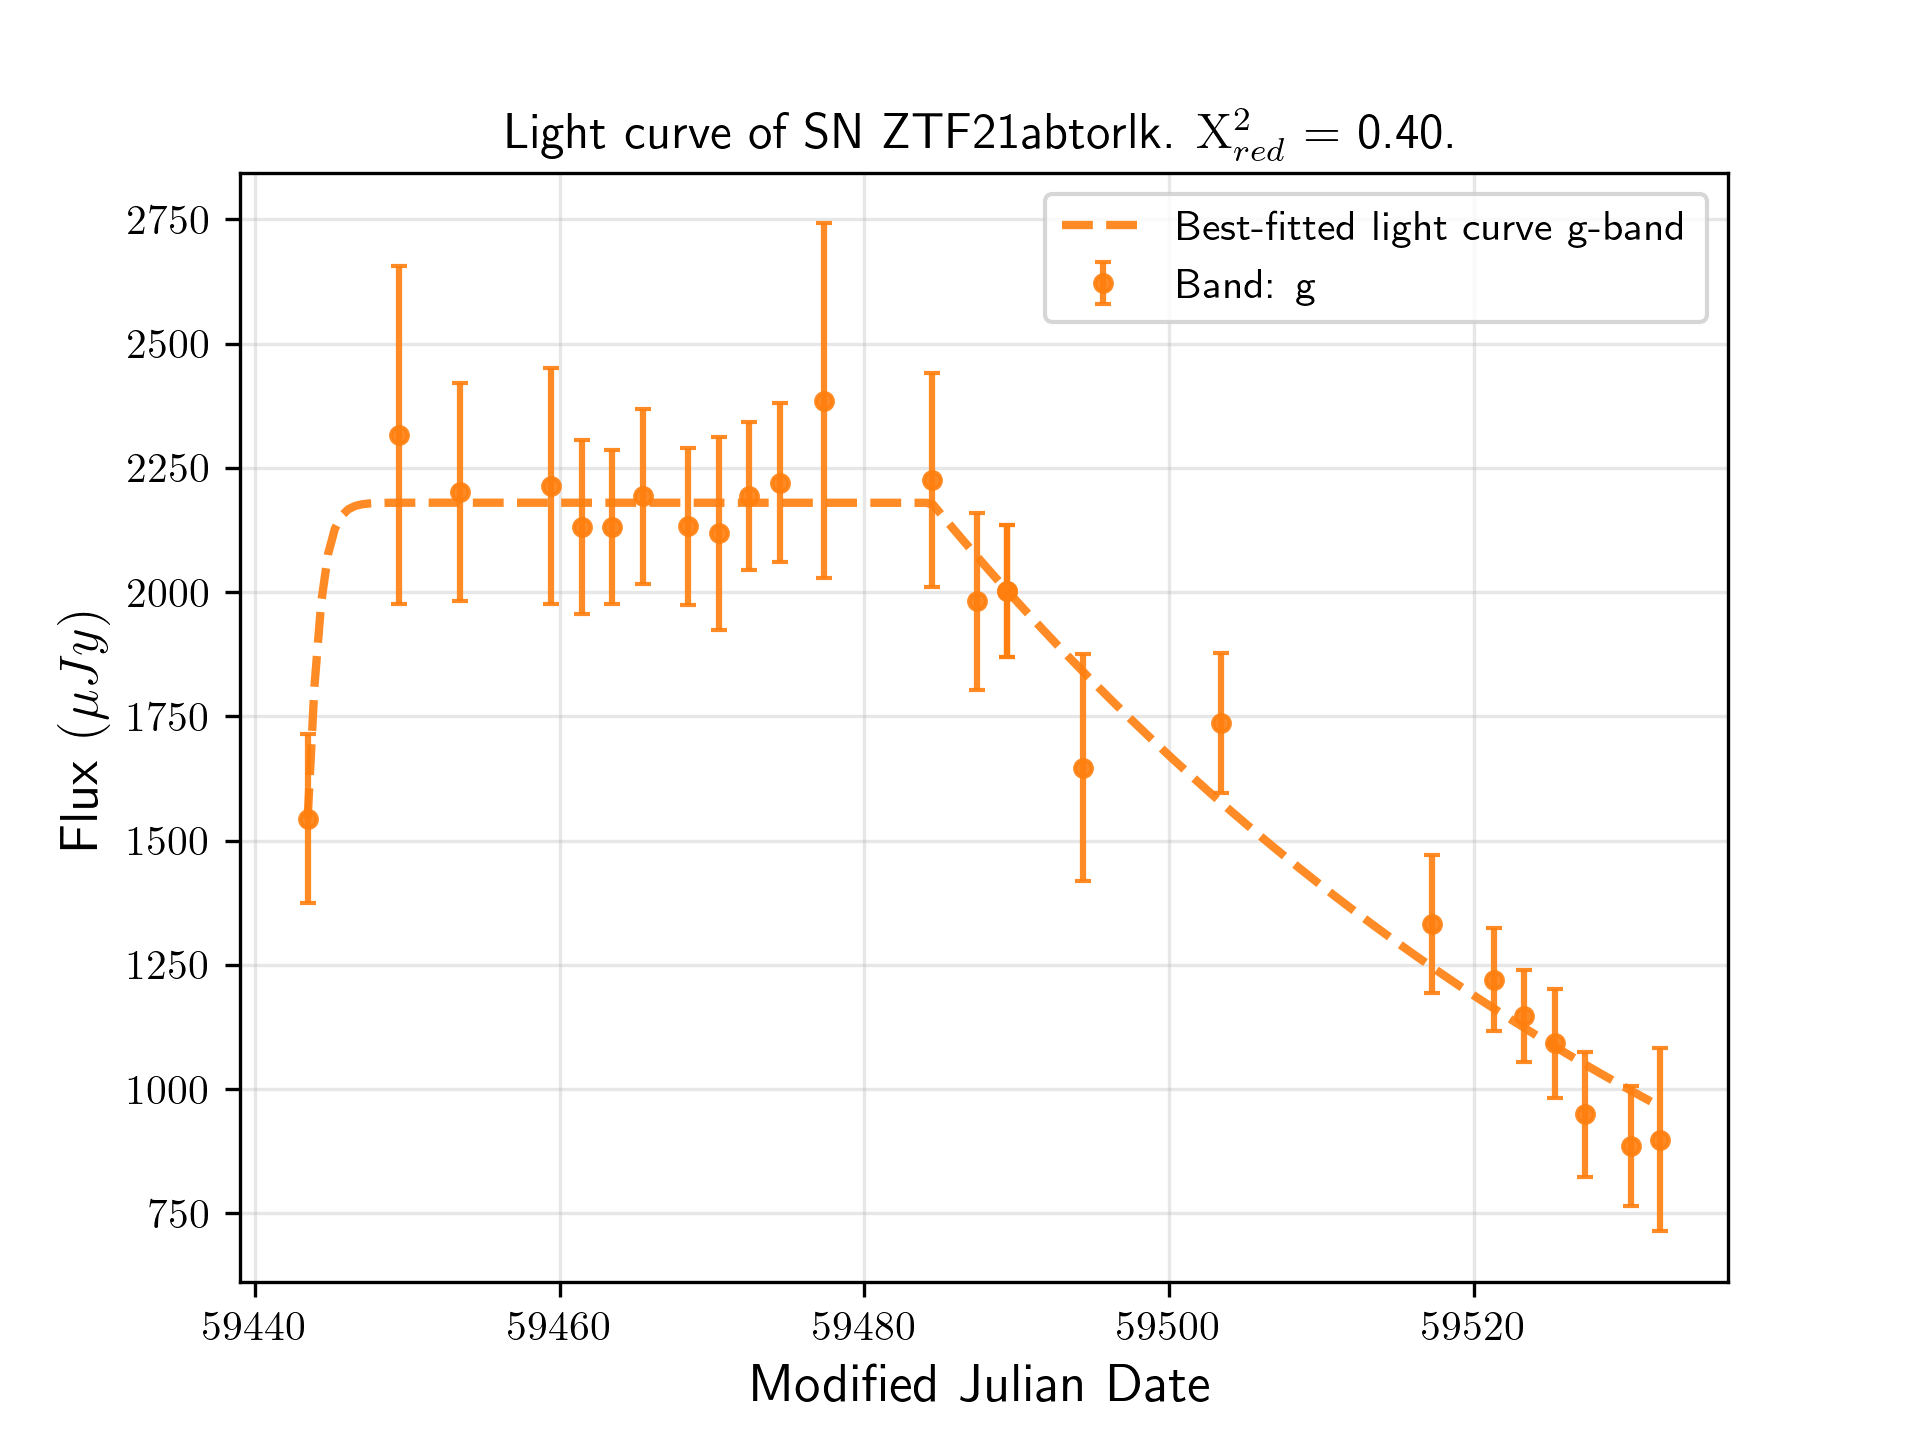 Light curve of SN ZTF21abtorlk. X²_red = 0.40.
Best-fitted light curve g-band
Band: g
2750
2500
2250
2000
1750
1500
1250
1000
750
Flux (μJy)
59440 59460 59480 59500 59520
Modified Julian Date